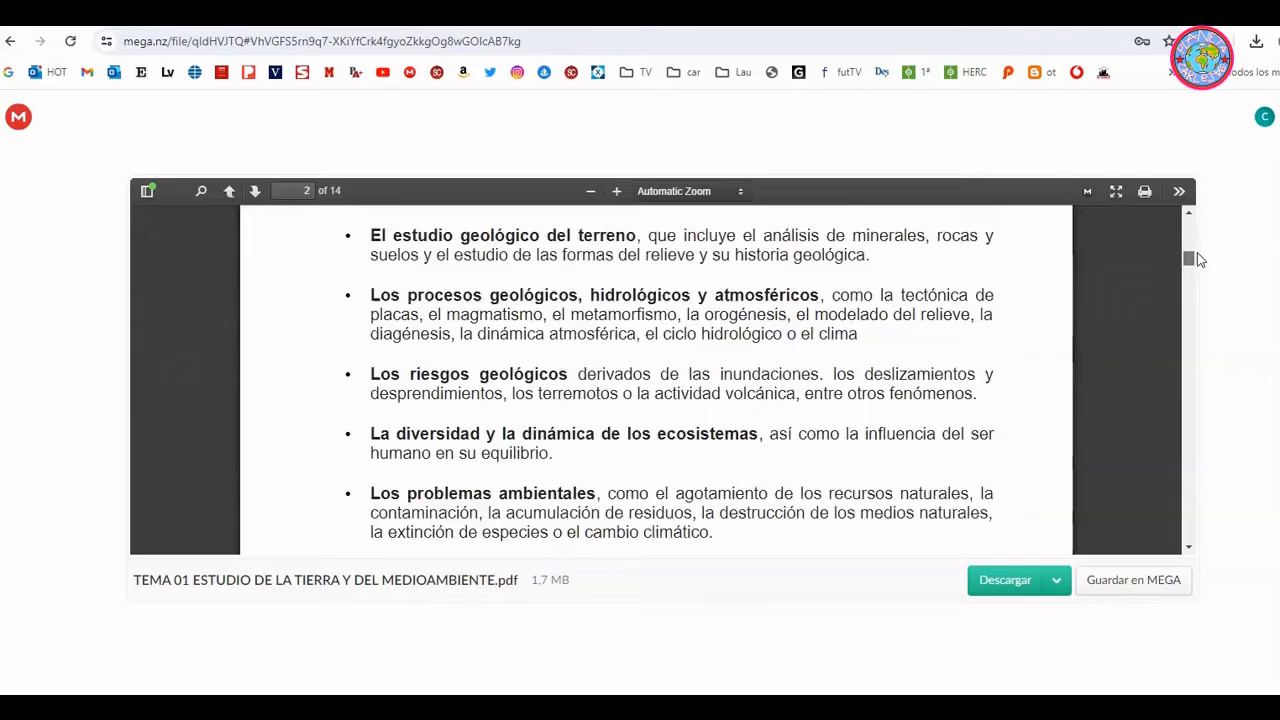 mega.nz/file/qIdHVJTQ#VhVGFS5rn9q7-XKiYfCrk4fgyoZkkgOg8wGOlcAB7kg
HOT
Lv
TV
car
Lau
futTV
1ª
HERC
ot
odos los m
PLANETA
C
2 of 14
Automatic Zoom
• El estudio geológico del terreno, que incluye el análisis de minerales, rocas y
suelos y el estudio de las formas del relieve y su historia geológica.
• Los procesos geológicos, hidrológicos y atmosféricos, como la tectónica de
placas, el magmatismo, el metamorfismo, la orogénesis, el modelado del relieve, la
diagénesis, la dinámica atmosférica, el ciclo hidrológico o el clima
• Los riesgos geológicos derivados de las inundaciones. los deslizamientos y
desprendimientos, los terremotos o la actividad volcánica, entre otros fenómenos.
• La diversidad y la dinámica de los ecosistemas, así como la influencia del ser
humano en su equilibrio.
• Los problemas ambientales, como el agotamiento de los recursos naturales, la
contaminación, la acumulación de residuos, la destrucción de los medios naturales,
la extinción de especies o el cambio climático.
TEMA 01 ESTUDIO DE LA TIERRA Y DEL MEDIOAMBIENTE.pdf 1,7 MB
Descargar
Guardar en MEGA